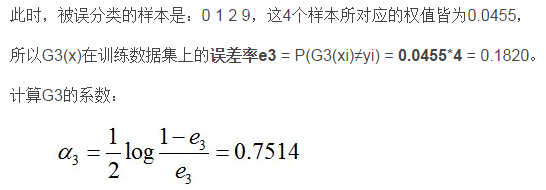 此时，被误分类的样本是：0 1 2 9，这4个样本所对应的权值皆为0.0455，
所以G3(x)在训练数据集上的误差率e3 = P(G3(xi)≠yi) = 0.0455*4 = 0.1820。
计算G3的系数：
α₃ = 1/2 log (1−e₃)/e₃ = 0.7514